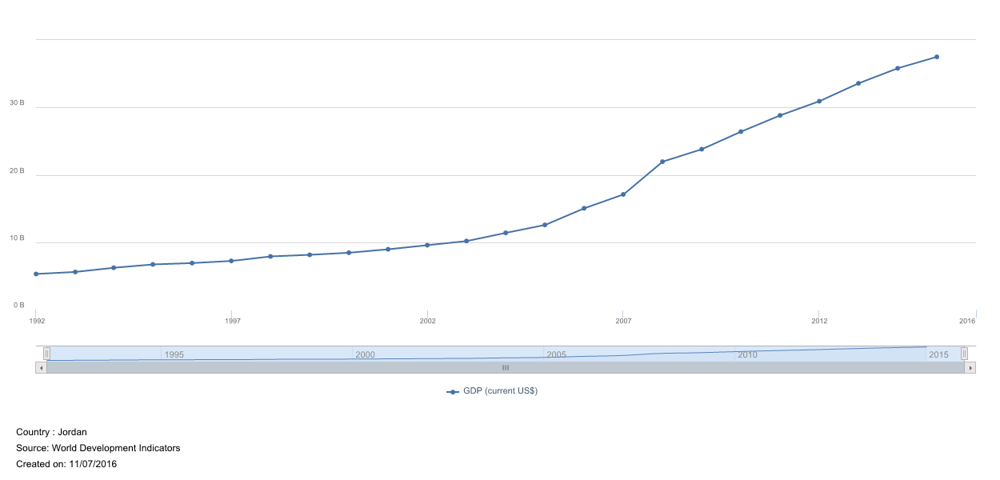 30 B
20 B
10 B
0 B
1992 1997 2002 2007 2012 2016
1995 2000 2005 2010 2015
GDP (current US$)
Country : Jordan
Source: World Development Indicators
Created on: 11/07/2016